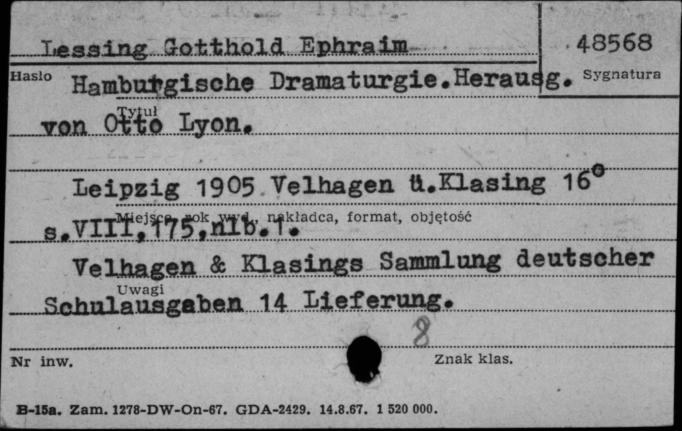 Lessing Gotthold Ephraim
48568
Hasło
Hamburgische Dramaturgie.Herausg.
Sygnatura
Tytuł
von Otto Lyon.
Leipzig 1905 Velhagen u.Klasing 16°
Miejsce, rok wyd., nakładca, format, objętość
s.VIII,175,nlb.1.
Velhagen & Klasings Sammlung deutscher
Uwagi
Schulausgaben 14 Lieferung.
8
Nr inw.
Znak klas.
B-15a. Zam. 1278-DW-On-67. GDA-2429. 14.8.67. 1 520 000.